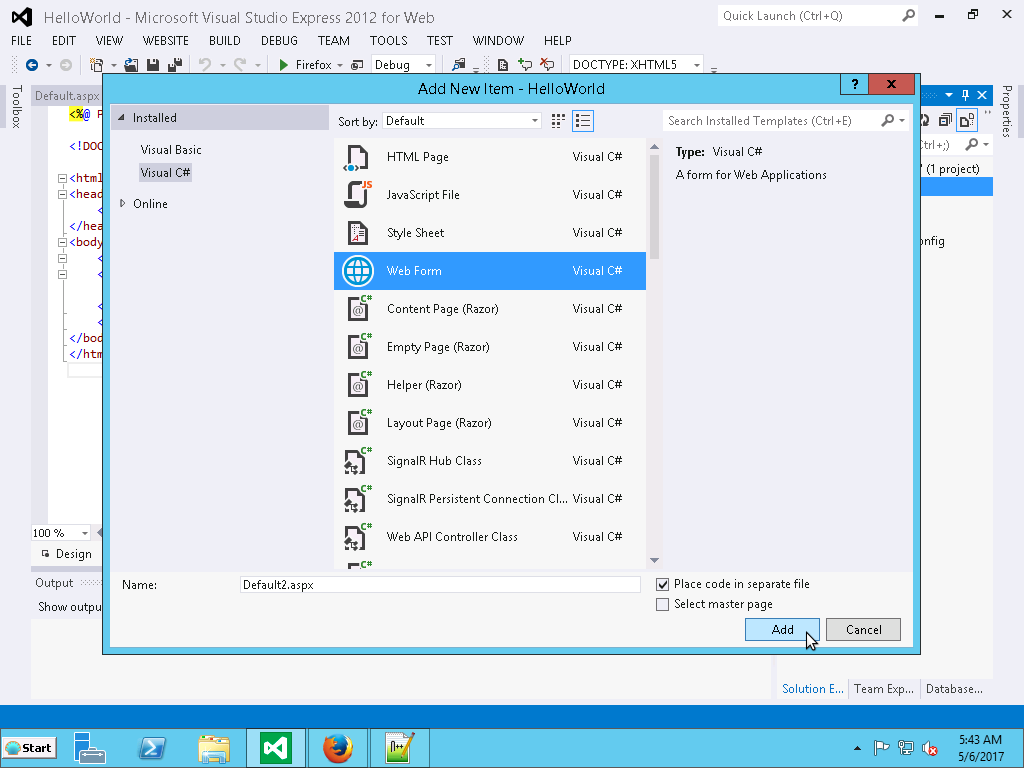 HelloWorld - Microsoft Visual Studio Express 2012 for Web
Quick Launch (Ctrl+Q)
FILE EDIT VIEW WEBSITE BUILD DEBUG TEAM TOOLS TEST WINDOW HELP
Firefox Debug DOCTYPE: XHTML5
Add New Item - HelloWorld
?
Toolbox
Default.aspx
Properties
Installed
Sort by: Default
Search Installed Templates (Ctrl+E)
<%@ P
<!DOC
<html
<head
</hea
<body
</bod
</htm
Visual Basic
Visual C#
Online
HTML Page Visual C#
JavaScript File Visual C#
Style Sheet Visual C#
Web Form Visual C#
Content Page (Razor) Visual C#
Empty Page (Razor) Visual C#
Helper (Razor) Visual C#
Layout Page (Razor) Visual C#
SignalR Hub Class Visual C#
SignalR Persistent Connection Cl... Visual C#
Web API Controller Class Visual C#
Type: Visual C#
A form for Web Applications
trl+;)
(1 project)
onfig
100 %
Design
Output
Show outpu
Name: Default2.aspx
Place code in separate file
Select master page
Add Cancel
Solution E... Team Exp... Database...
Start
N++
5:43 AM
5/6/2017